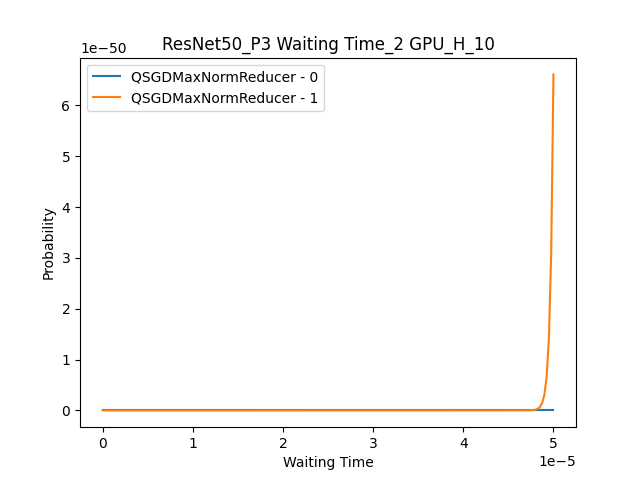 ResNet50_P3 Waiting Time_2 GPU_H_10
1e−50
QSGDMaxNormReducer - 0
QSGDMaxNormReducer - 1
6
5
4
3
2
1
0
Probability
0 1 2 3 4 5
1e−5
Waiting Time